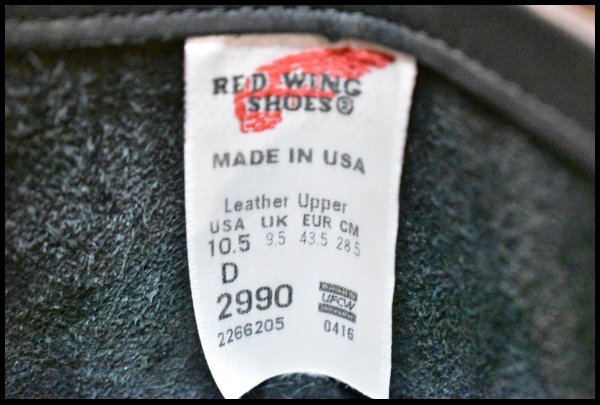 RED WING
SHOES®
MADE IN USA
Leather Upper
USA UK EUR CM
10.5 9.5 43.5 28.5
D
2990 UFCW
2266205 0416